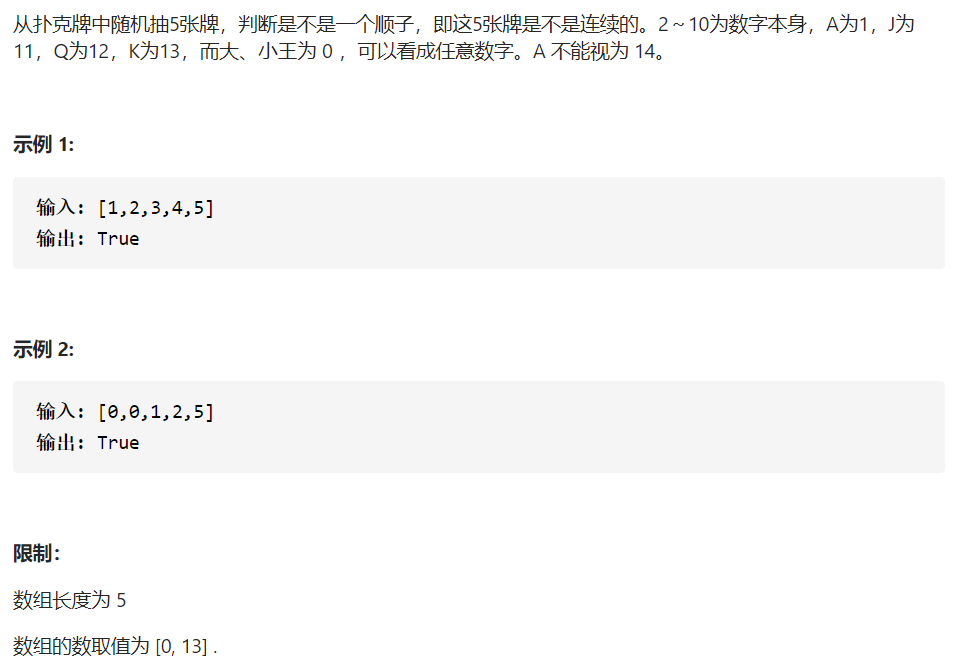 从扑克牌中随机抽5张牌，判断是不是一个顺子，即这5张牌是不是连续的。2～10为数字本身，A为1，J为
11，Q为12，K为13，而大、小王为 0 ，可以看成任意数字。A 不能视为 14。
示例 1:
输入: [1,2,3,4,5]
输出: True
示例 2:
输入: [0,0,1,2,5]
输出: True
限制：
数组长度为 5
数组的数取值为 [0, 13] .